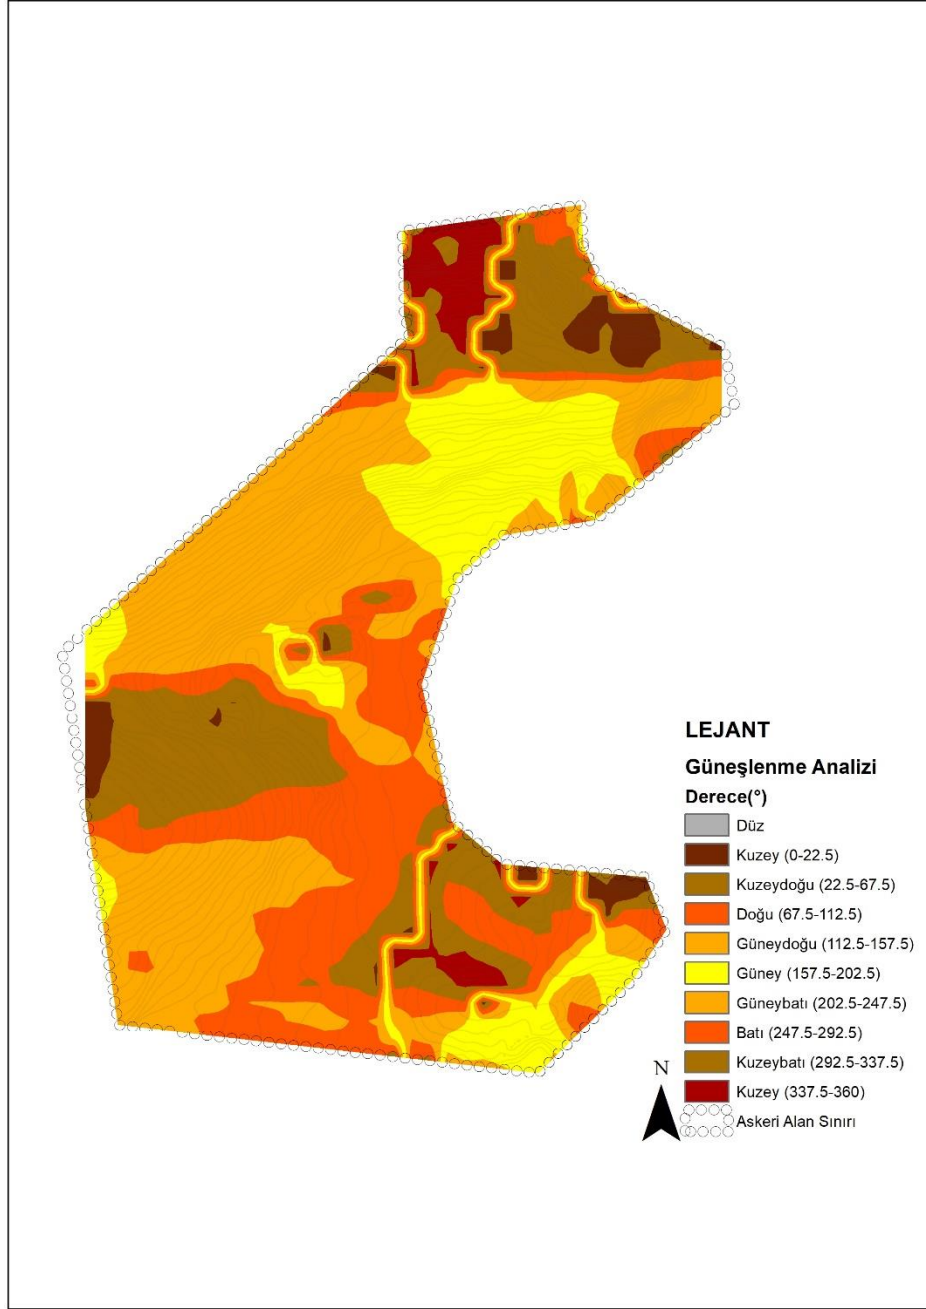 LEJANT
Güneşlenme Analizi
Derece(°)
Düz
Kuzey (0-22.5)
Kuzeydoğu (22.5-67.5)
Doğu (67.5-112.5)
Güneydoğu (112.5-157.5)
Güney (157.5-202.5)
Güneybatı (202.5-247.5)
Batı (247.5-292.5)
Kuzeybatı (292.5-337.5)
Kuzey (337.5-360)
Askeri Alan Sınırı
N